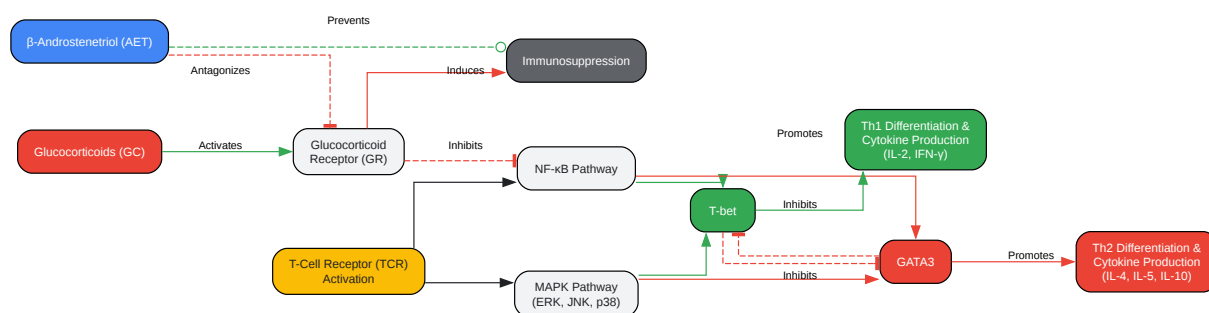 Prevents
β-Androstenetriol (AET)
Immunosuppression
Antagonizes
Induces
Th1 Differentiation &
Cytokine Production
(IL-2, IFN-γ)
Promotes
Glucocorticoids (GC)
Activates
Glucocorticoid
Receptor (GR)
Inhibits
NF-κB Pathway
T-bet
Inhibits
T-Cell Receptor (TCR)
Activation
MAPK Pathway
(ERK, JNK, p38)
Inhibits
GATA3
Promotes
Th2 Differentiation &
Cytokine Production
(IL-4, IL-5, IL-10)